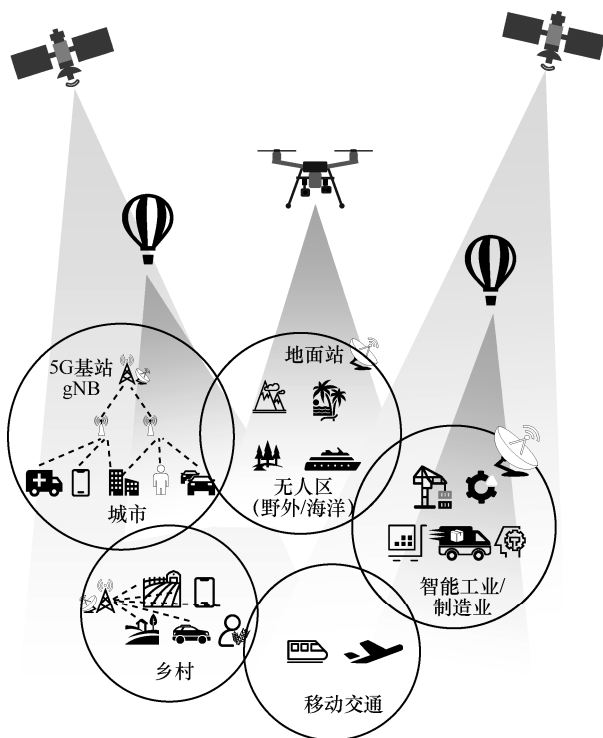 5G基站
gNB
地面站
城市
无人区
(野外/海洋)
智能工业/
制造业
乡村
移动交通